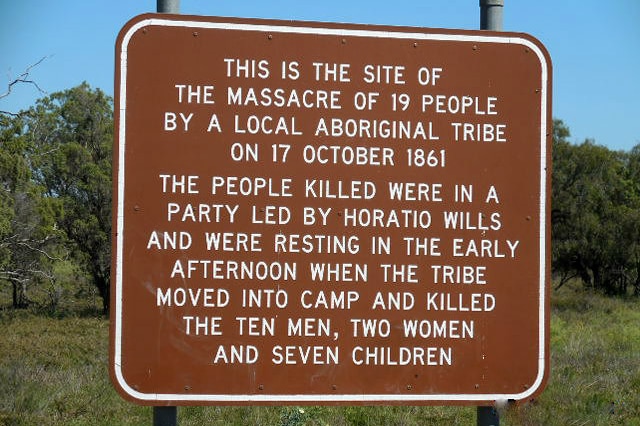 THIS IS THE SITE OF
THE MASSACRE OF 19 PEOPLE
BY A LOCAL ABORIGINAL TRIBE
ON 17 OCTOBER 1861
THE PEOPLE KILLED WERE IN A
PARTY LED BY HORATIO WILLS
AND WERE RESTING IN THE EARLY
AFTERNOON WHEN THE TRIBE
MOVED INTO CAMP AND KILLED
THE TEN MEN, TWO WOMEN
AND SEVEN CHILDREN